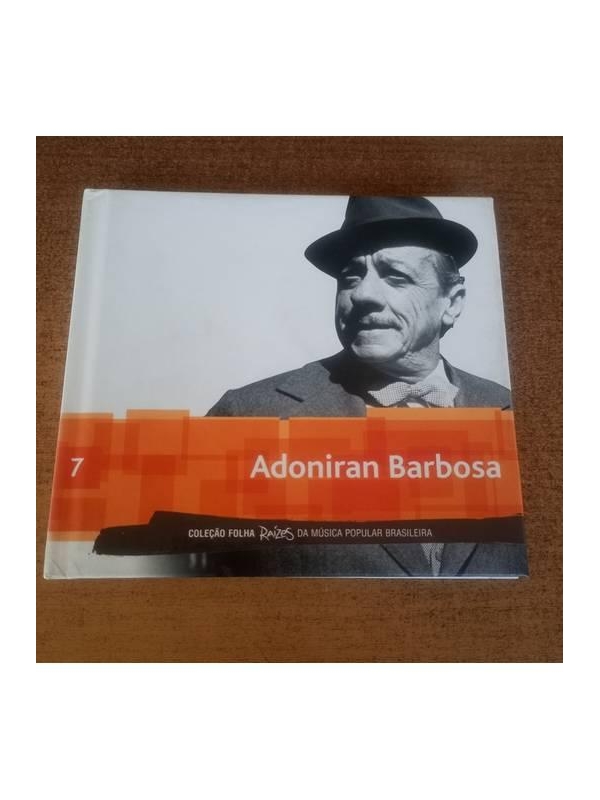 7
Adoniran Barbosa
COLEÇÃO FOLHA RAÍZES DA MÚSICA POPULAR BRASILEIRA